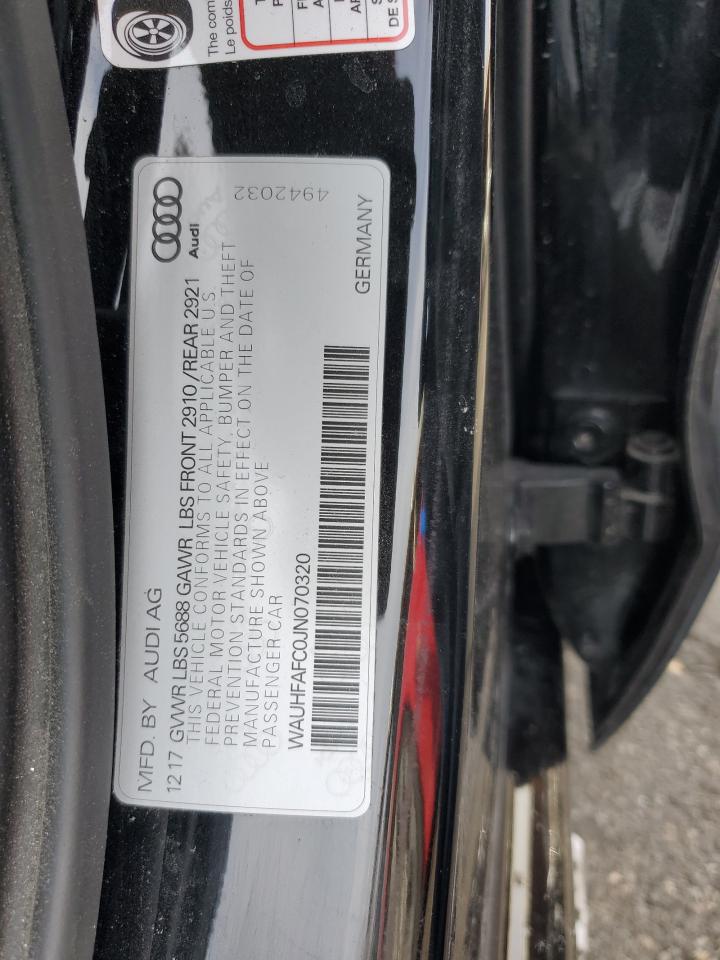 The com
Le poids
DE S
Audi
MFD. BY AUDI AG
12 17 GVWR LBS 5688 GAWR LBS FRONT 2910 /REAR 2921
THIS VEHICLE CONFORMS TO ALL APPLICABLE U.S.
FEDERAL MOTOR VEHICLE SAFETY, BUMPER AND THEFT
PREVENTION STANDARDS IN EFFECT ON THE DATE OF
MANUFACTURE SHOWN ABOVE
PASSENGER CAR
WAUHFAFC0JN070320
4942032
GERMANY